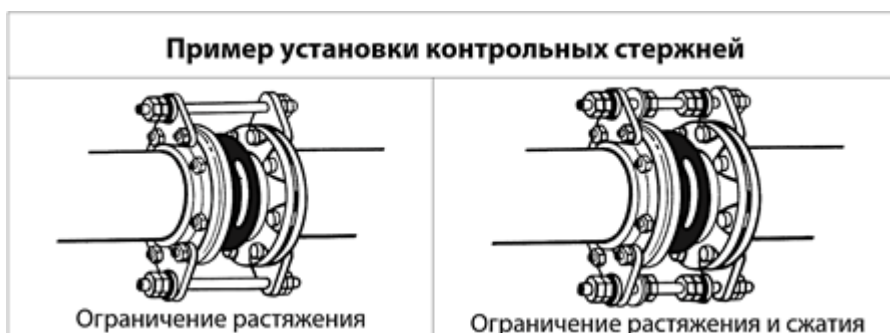 Пример установки контрольных стержней
Ограничение растяжения
Ограничение растяжения и сжатия